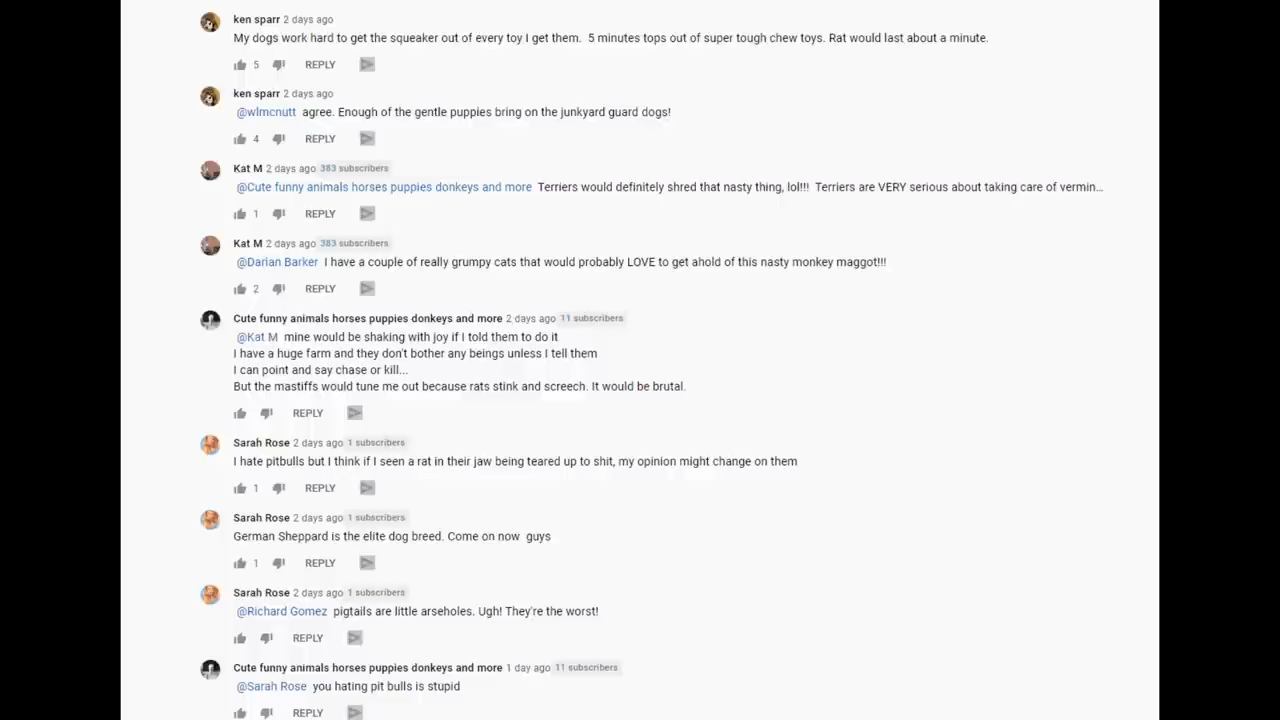 ken sparr 2 days ago
My dogs work hard to get the squeaker out of every toy I get them.  5 minutes tops out of super tough chew toys. Rat would last about a minute.
5 REPLY
ken sparr 2 days ago
@wlmcnutt  agree. Enough of the gentle puppies bring on the junkyard guard dogs!
4 REPLY
Kat M 2 days ago 383 subscribers
@Cute funny animals horses puppies donkeys and more  Terriers would definitely shred that nasty thing, lol!!!  Terriers are VERY serious about taking care of vermin…
1 REPLY
Kat M 2 days ago 383 subscribers
@Darian Barker  I have a couple of really grumpy cats that would probably LOVE to get ahold of this nasty monkey maggot!!!
2 REPLY
Cute funny animals horses puppies donkeys and more 2 days ago 11 subscribers
@Kat M  mine would be shaking with joy if I told them to do it
I have a huge farm and they don't bother any beings unless I tell them
I can point and say chase or kill...
But the mastiffs would tune me out because rats stink and screech. It would be brutal.
REPLY
Sarah Rose 2 days ago 1 subscribers
I hate pitbulls but I think if I seen a rat in their jaw being teared up to shit, my opinion might change on them
1 REPLY
Sarah Rose 2 days ago 1 subscribers
German Sheppard is the elite dog breed. Come on now  guys
1 REPLY
Sarah Rose 2 days ago 1 subscribers
@Richard Gomez  pigtails are little arseholes. Ugh! They're the worst!
REPLY
Cute funny animals horses puppies donkeys and more 1 day ago 11 subscribers
@Sarah Rose  you hating pit bulls is stupid
REPLY